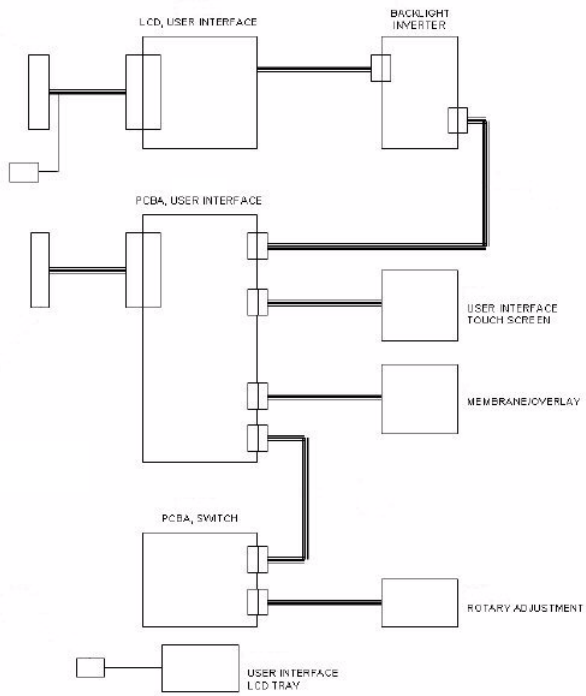 LCD, USER INTERFACE
BACKLIGHT
INVERTER
PCBA, USER INTERFACE
USER INTERFACE
TOUCH SCREEN
MEMBRANE/OVERLAY
PCBA, SWITCH
ROTARY ADJUSTMENT
USER INTERFACE
LCD TRAY